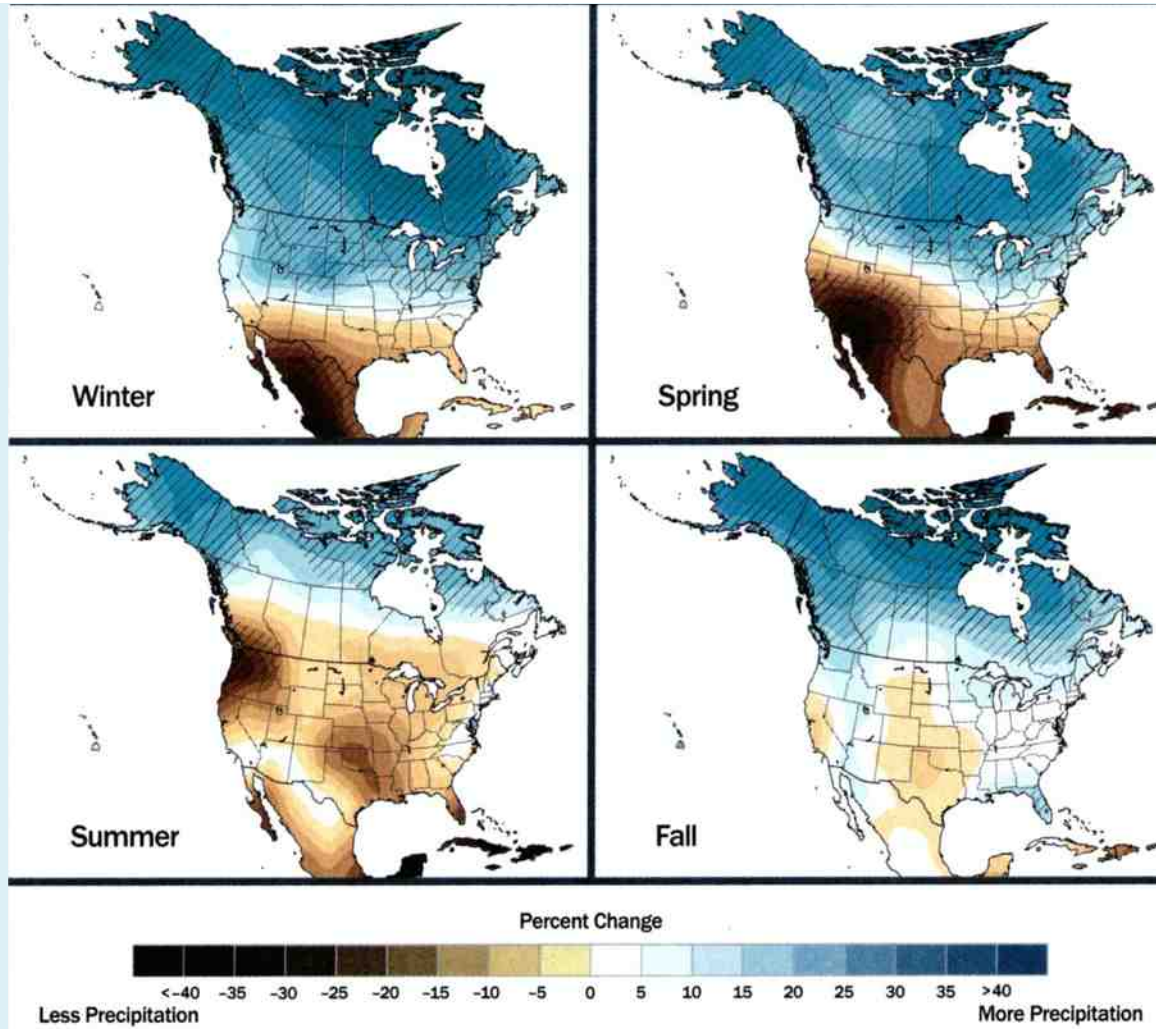 Winter
Spring
Summer
Fall
Percent Change
<-40 -35 -30 -25 -20 -15 -10 -5 0 5 10 15 20 25 30 35 >40
Less Precipitation
More Precipitation